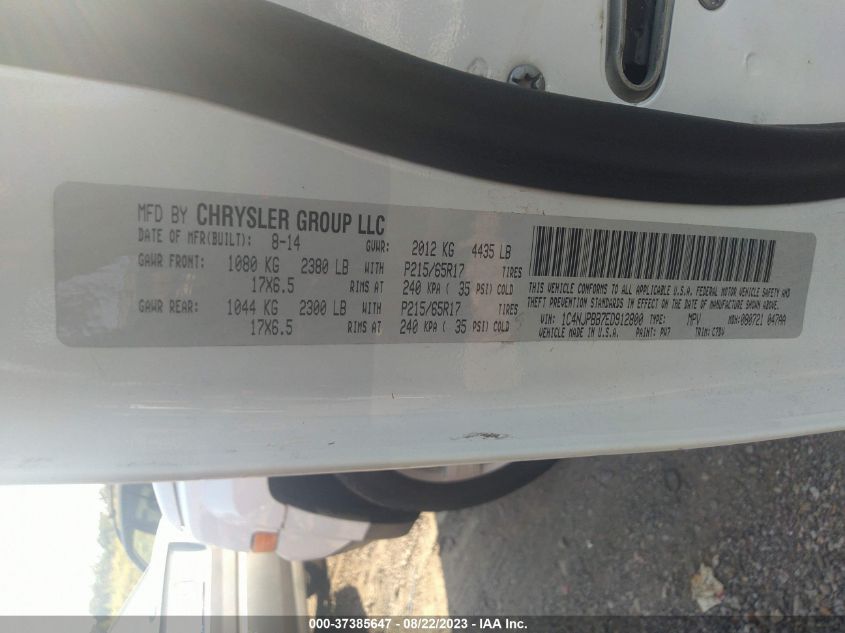 MFD BY CHRYSLER GROUP LLC
DATE OF MFR(BUILT): 8-14 GVWR: 2012 KG 4435 LB
GAWR FRONT: 1080 KG 2380 LB WITH P215/65R17 TIRES
17X6.5 RIMS AT 240 KPA ( 35 PSI) COLD
GAWR REAR: 1044 KG 2300 LB WITH P215/65R17 TIRES
17X6.5 RIMS AT 240 KPA ( 35 PSI) COLD
THIS VEHICLE CONFORMS TO ALL APPLICABLE U.S.A. FEDERAL MOTOR VEHICLE SAFETY AND
THEFT PREVENTION STANDARDS IN EFFECT ON THE DATE OF MANUFACTURE SHOWN ABOVE.
VIN: 1C4NJPBB7ED912800 TYPE: MPV MDH: 080721 047AA
VEHICLE MADE IN U.S.A. PAINT: PW7 TRIM:
000-37385647 - 08/22/2023 - IAA Inc.